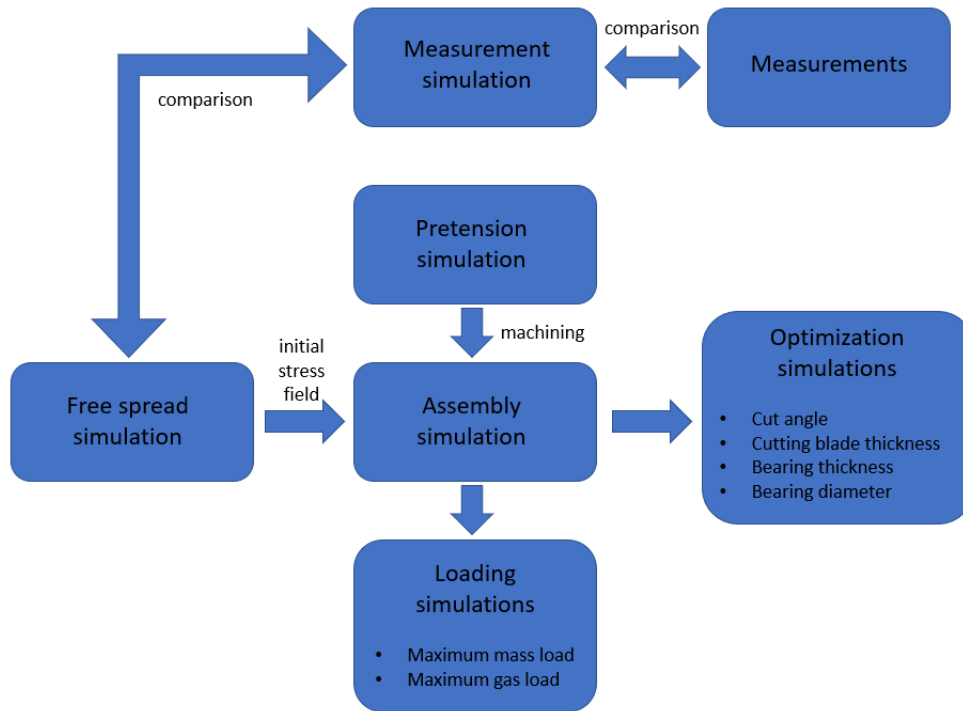 Measurement
simulation
comparison
Measurements
comparison
Pretension
simulation
machining
Free spread
simulation
initial
stress
field
Assembly
simulation
Optimization
simulations
• Cut angle
• Cutting blade thickness
• Bearing thickness
• Bearing diameter
Loading
simulations
• Maximum mass load
• Maximum gas load